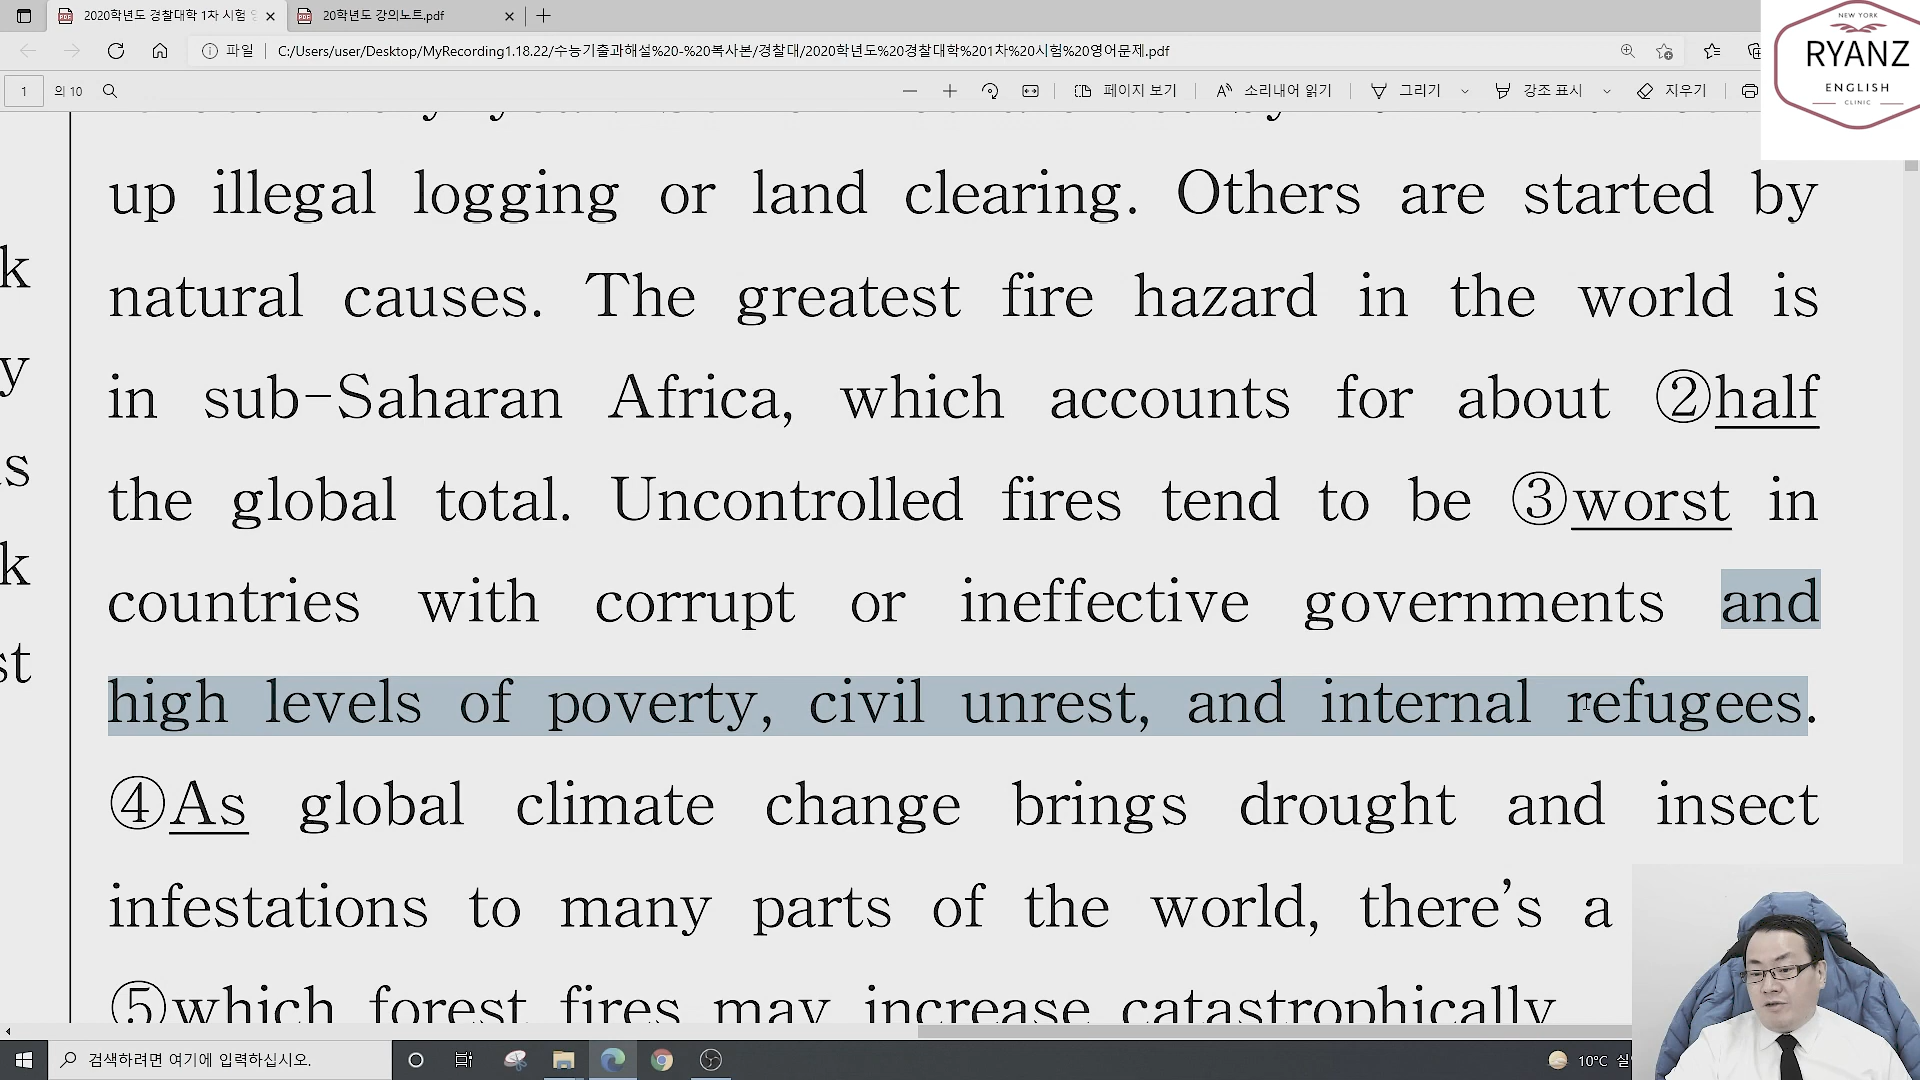 2020학년도 경찰대학 1차 시험
20학년도 강의노트.pdf
파일
C:/Users/user/Desktop/MyRecording1.18.22/수능기출과해설%20-%20복사본/경찰대/2020학년도%20경찰대학%201차%20시험%20영어문제.pdf
1 의 10
페이지 보기
소리내어 읽기
그리기
강조 표시
지우기
NEW YORK
RYANZ
ENGLISH
CLINIC
up illegal logging or land clearing. Others are started by
k
natural causes. The greatest fire hazard in the world is
y
in sub-Saharan Africa, which accounts for about ②half
s
the global total. Uncontrolled fires tend to be ③worst in
k
countries with corrupt or ineffective governments and
st
high levels of poverty, civil unrest, and internal refugees.
④As global climate change brings drought and insect
infestations to many parts of the world, there's a
⑤which forest fires may increase catastrophically
검색하려면 여기에 입력하십시오.
10°C